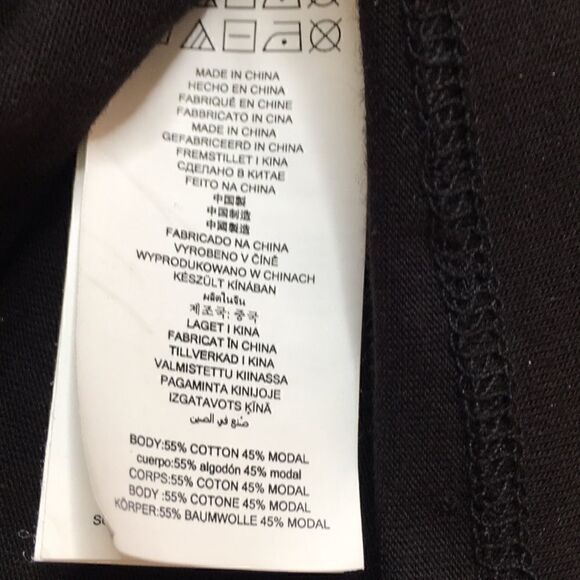 MADE IN CHINA
HECHO EN CHINA
FABRIQUÉ EN CHINE
FABBRICATO IN CINA
MADE IN CHINA
GEFABRICEERD IN CHINA
FREMSTILLET I KINA
СДЕЛАНО В КИТАЕ
FEITO NA CHINA
中国製
中国制造
中國製造
FABRICADO NA CHINA
VYROBENO V ČÍNĚ
WYPRODUKOWANO W CHINACH
KÉSZÜLT KÍNÁBAN
ผลิตในจีน
제조국: 중국
LAGET I KINA
FABRICAT ÎN CHINA
TILLVERKAD I KINA
VALMISTETTU KIINASSA
PAGAMINTA KINIJOJE
IZGATAVOTS ĶĪNĀ
صنع في الصين
BODY:55% COTTON 45% MODAL
cuerpo:55% algodón 45% modal
CORPS:55% COTON 45% MODAL
BODY :55% COTONE 45% MODAL
KÖRPER:55% BAUMWOLLE 45% MODAL